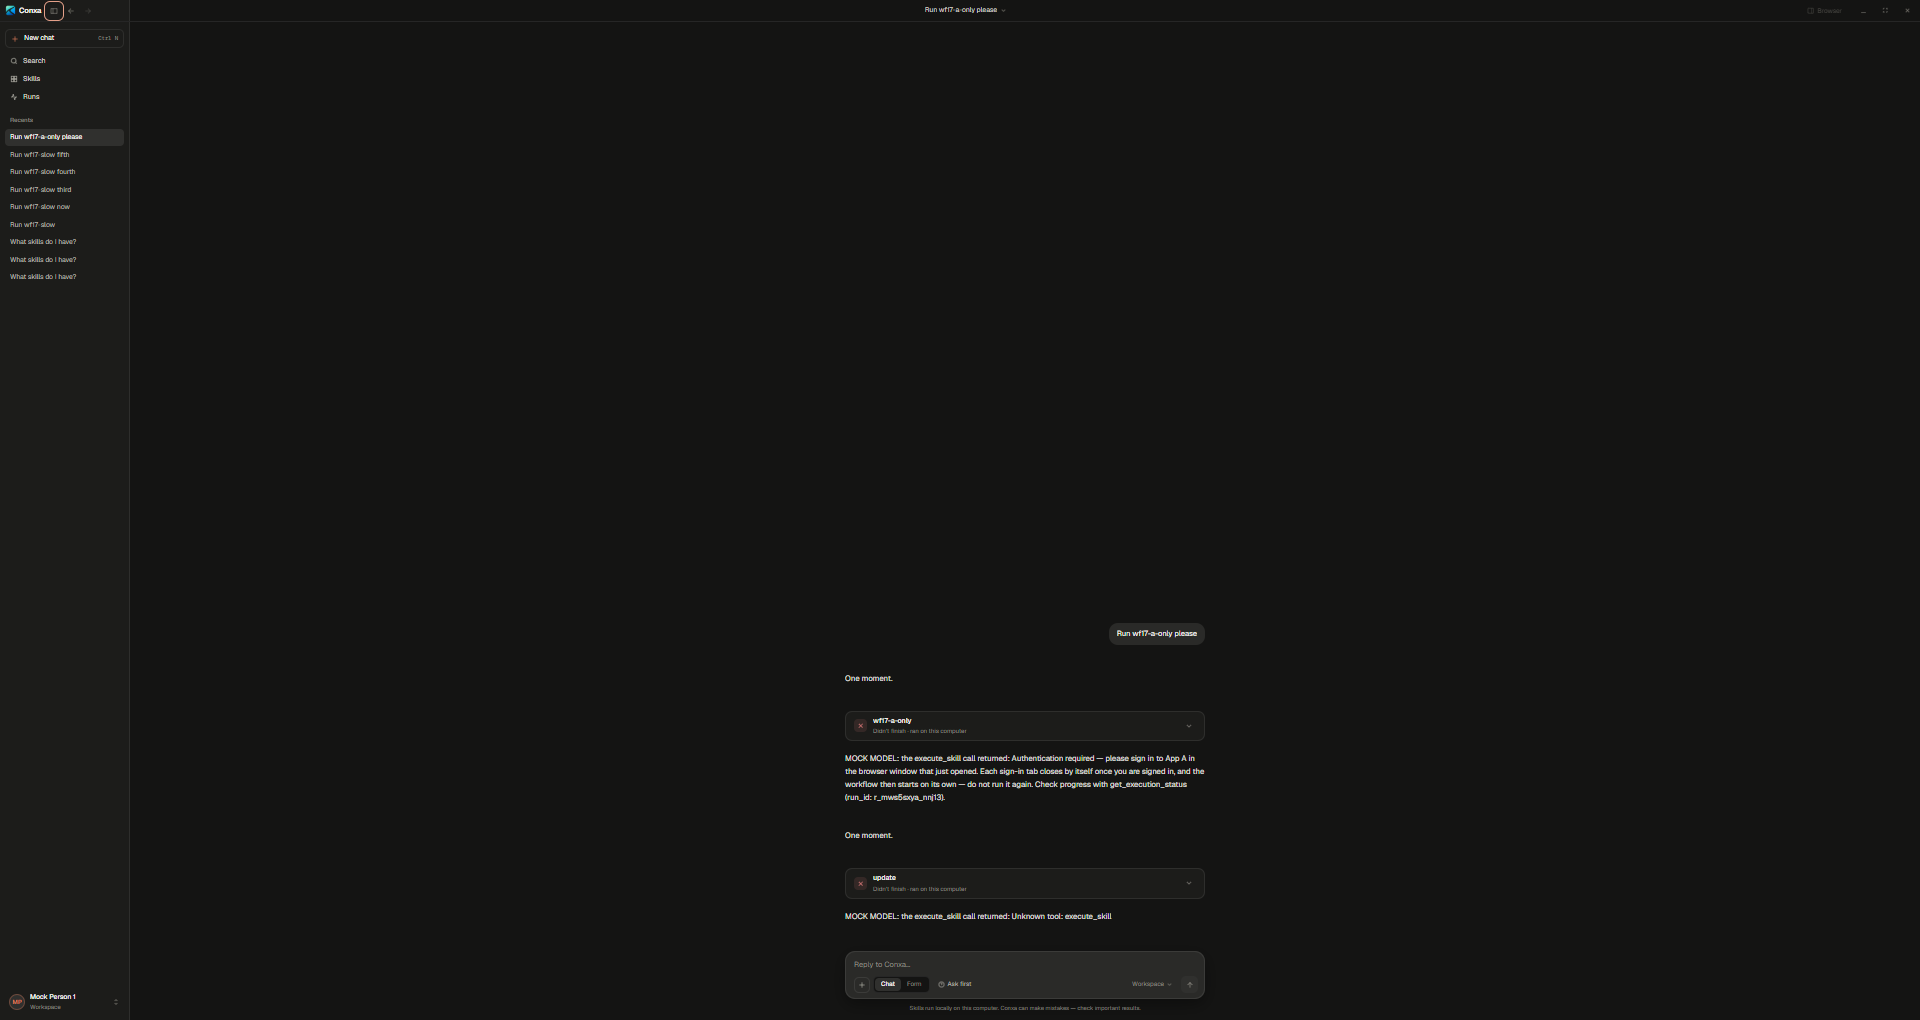 Conxa
Run wf17-a-only please
Browser
New chat
Ctrl N
Search
Skills
Runs
Recents
Run wf17-a-only please
Run wf17-slow fifth
Run wf17-slow fourth
Run wf17-slow third
Run wf17-slow now
Run wf17-slow
What skills do I have?
What skills do I have?
What skills do I have?
Run wf17-a-only please
One moment.
wf17-a-only
Didn't finish · ran on this computer
MOCK MODEL: the execute_skill call returned: Authentication required — please sign in to App A in
the browser window that just opened. Each sign-in tab closes by itself once you are signed in, and the
workflow then starts on its own — do not run it again. Check progress with get_execution_status
(run_id: r_mws5sxya_nnj13).
One moment.
update
Didn't finish · ran on this computer
MOCK MODEL: the execute_skill call returned: Unknown tool: execute_skill
Reply to Conxa...
Chat
Form
Ask first
Workspace
Skills run locally on this computer. Conxa can make mistakes — check important results.
MP
Mock Person 1
Workspace